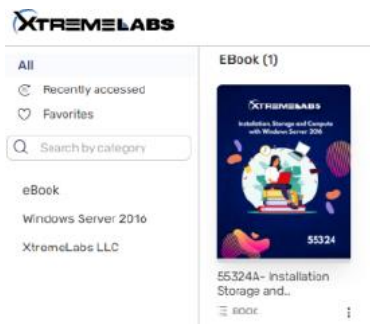 XTREMELABS
All
Recently accessed
Favorites
Search by category
eBook
Windows Server 2016
XtremeLabs LLC
EBook (1)
XTREMELABS
Installation, Storage and Compute
with Windows Server 2016
55324
55324A- Installation
Storage and..
BOOK